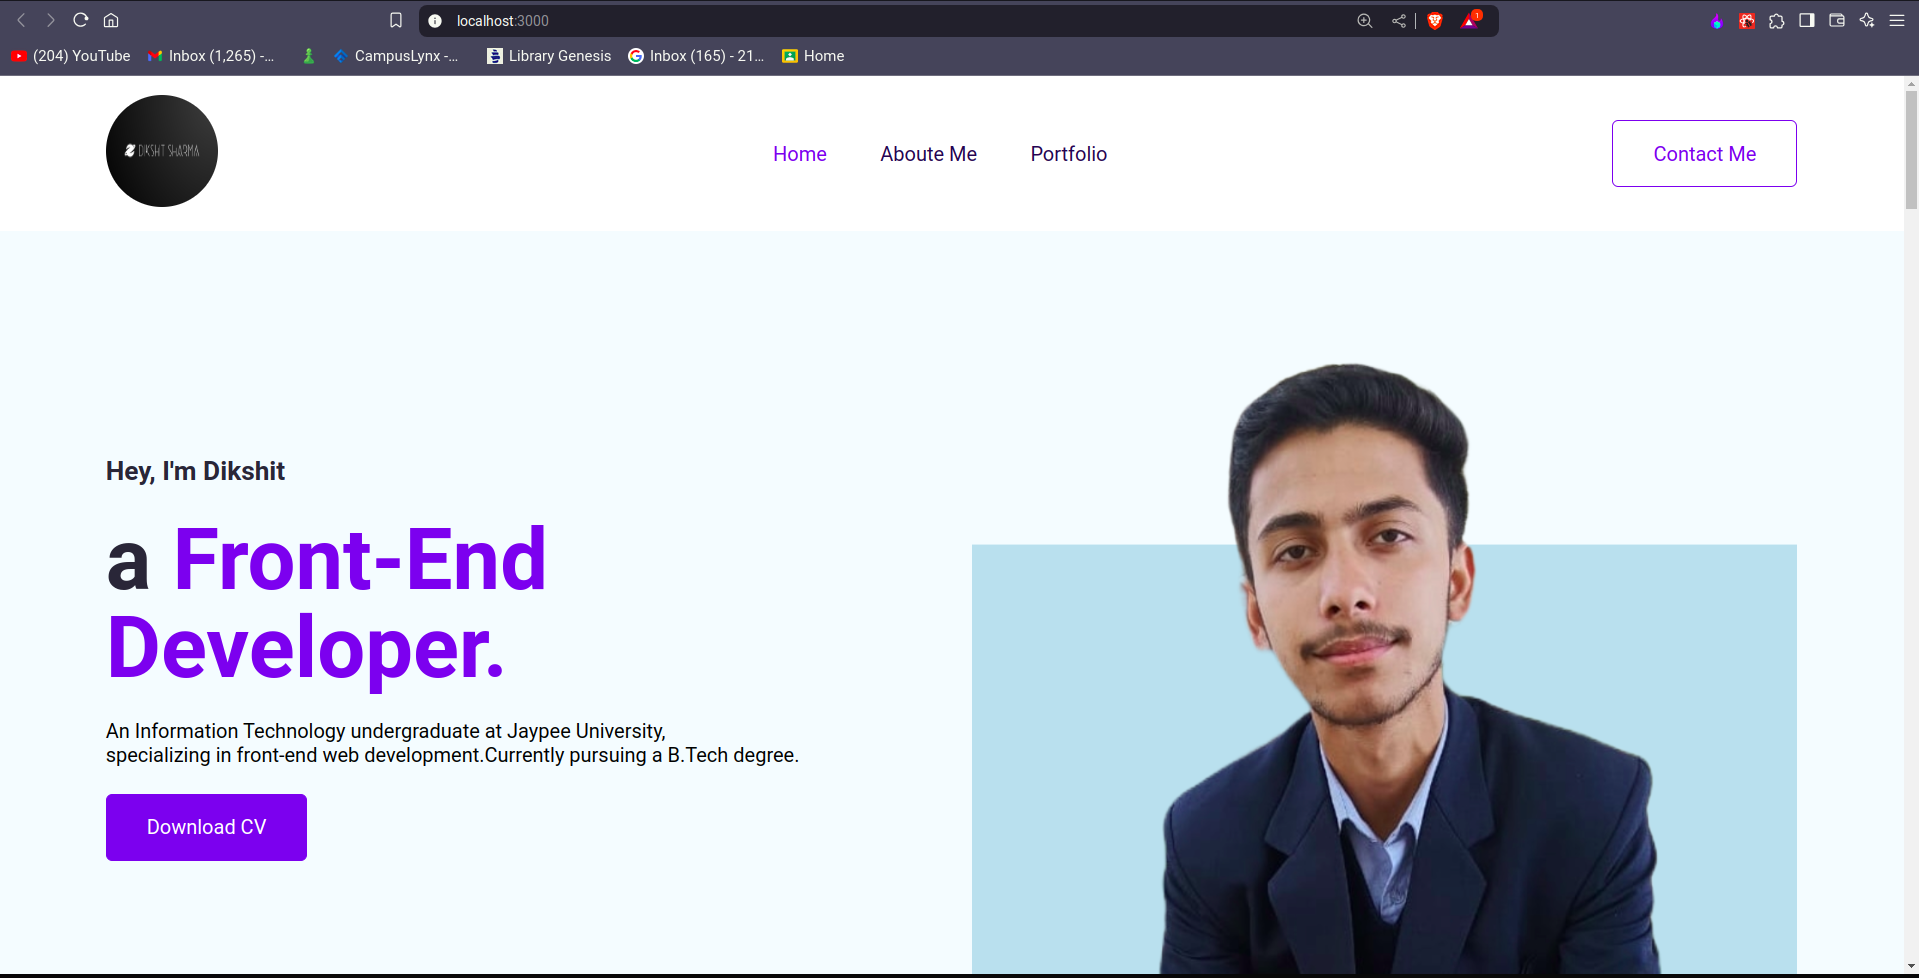 localhost:3000
1
(204) YouTube
Inbox (1,265) -...
CampusLynx -...
Library Genesis
Inbox (165) - 21...
Home
DIKSHIT SHARMA
Home
Aboute Me
Portfolio
Contact Me
Hey, I'm Dikshit
a Front-End
Developer.
An Information Technology undergraduate at Jaypee University,
specializing in front-end web development.Currently pursuing a B.Tech degree.
Download CV